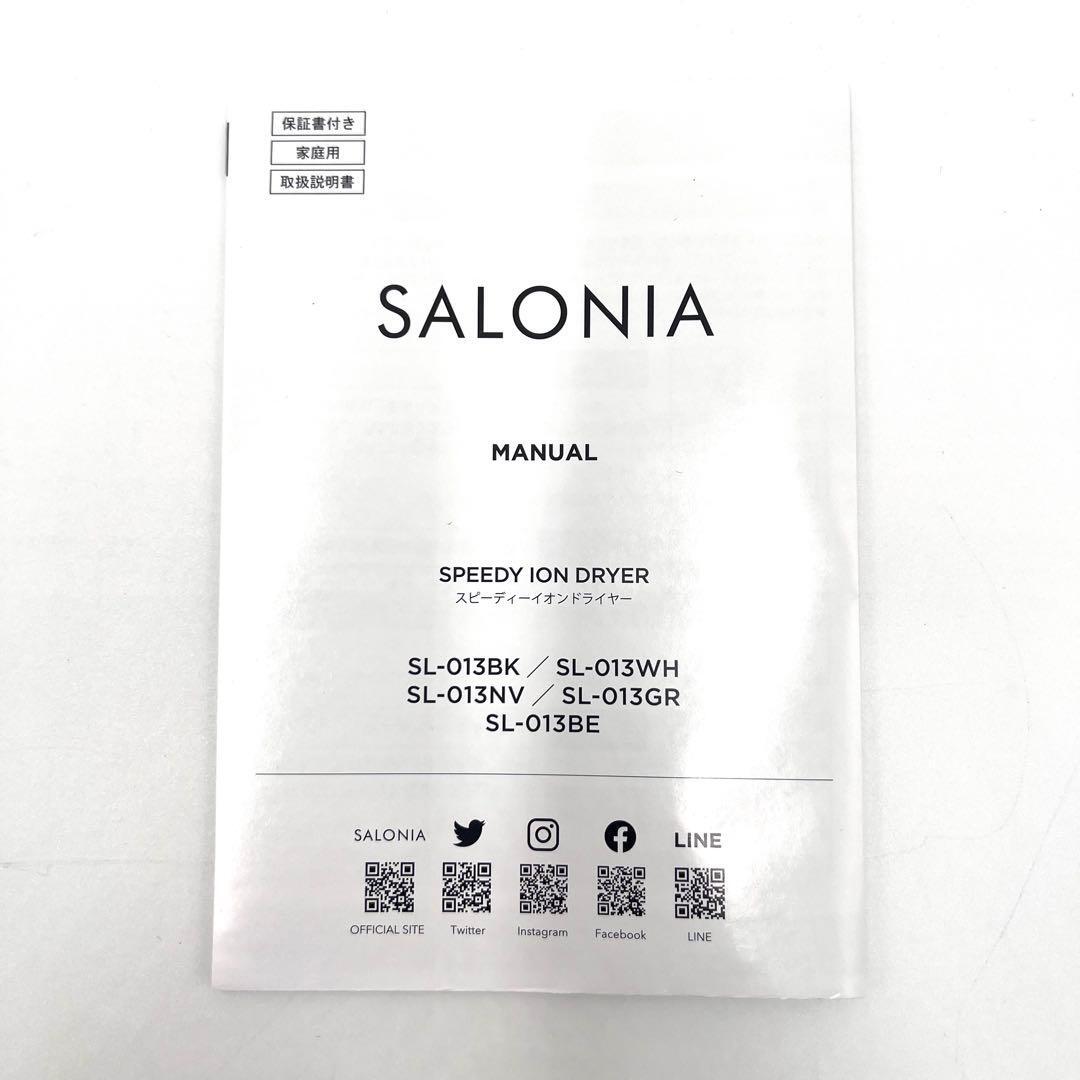 保証書付き
家庭用
取扱説明書
SALONIA
MANUAL
SPEEDY ION DRYER
スピーディーイオンドライヤー
SL-013BK ／ SL-013WH
SL-013NV ／ SL-013GR
SL-013BE
SALONIA LINE
OFFICIAL SITE Twitter Instagram Facebook LINE